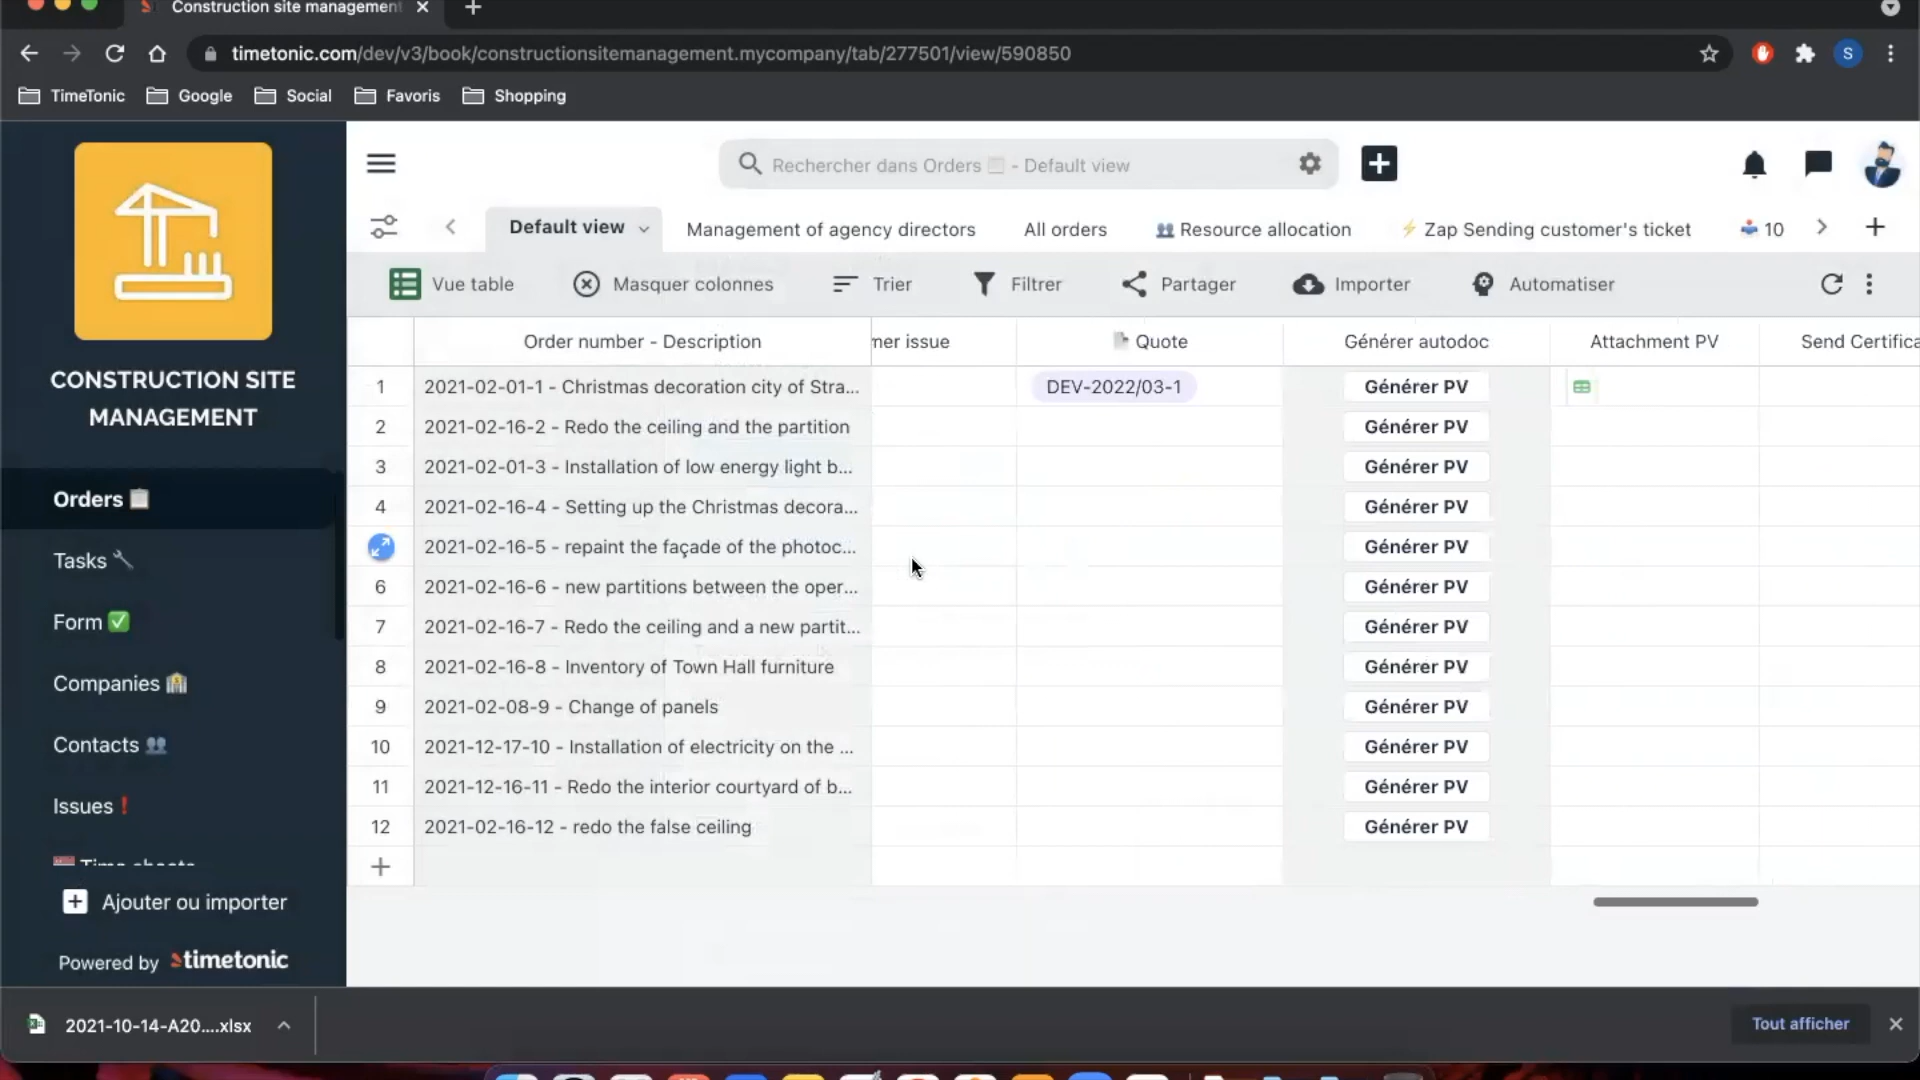 Construction site management
timetonic.com/dev/v3/book/constructionsitemanagement.mycompany/tab/277501/view/590850
S
TimeTonic
Google
Social
Favoris
Shopping
CONSTRUCTION SITE
MANAGEMENT
Orders
Tasks
Form
Companies
Contacts
Issues
Time sheets
Ajouter ou importer
Powered by timetonic
Rechercher dans Orders - Default view
Default view
Management of agency directors
All orders
Resource allocation
Zap Sending customer's ticket
10
Vue table
Masquer colonnes
Trier
Filtrer
Partager
Importer
Automatiser
Order number - Description
mer issue
Quote
Générer autodoc
Attachment PV
Send Certifica
1 2021-02-01-1 - Christmas decoration city of Stra... DEV-2022/03-1 Générer PV
2 2021-02-16-2 - Redo the ceiling and the partition Générer PV
3 2021-02-01-3 - Installation of low energy light b... Générer PV
4 2021-02-16-4 - Setting up the Christmas decora... Générer PV
2021-02-16-5 - repaint the façade of the photoc... Générer PV
6 2021-02-16-6 - new partitions between the oper... Générer PV
7 2021-02-16-7 - Redo the ceiling and a new partit... Générer PV
8 2021-02-16-8 - Inventory of Town Hall furniture Générer PV
9 2021-02-08-9 - Change of panels Générer PV
10 2021-12-17-10 - Installation of electricity on the ... Générer PV
11 2021-12-16-11 - Redo the interior courtyard of b... Générer PV
12 2021-02-16-12 - redo the false ceiling Générer PV
2021-10-14-A20....xlsx
Tout afficher